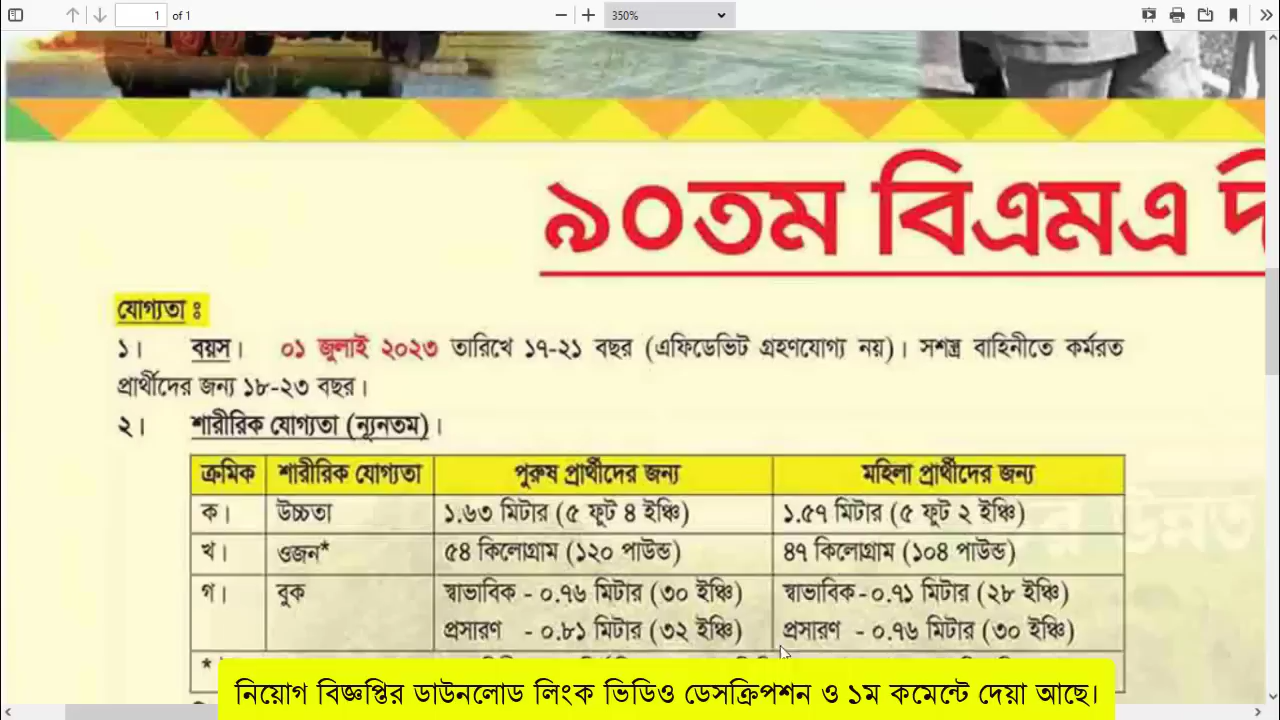 1 of 1
350%
৯০তম বিএমএ
যোগ্যতা ঃ
১। বয়স। ০১ জুলাই ২০২৩ তারিখে ১৭-২১ বছর (এফিডেভিট গ্রহণযোগ্য নয়)। সশস্ত্র বাহিনীতে কর্মরত
প্রার্থীদের জন্য ১৮-২৩ বছর।
২। শারীরিক যোগ্যতা (ন্যূনতম)।
ক্রমিক শারীরিক যোগ্যতা পুরুষ প্রার্থীদের জন্য মহিলা প্রার্থীদের জন্য
ক। উচ্চতা ১.৬৩ মিটার (৫ ফুট ৪ ইঞ্চি) ১.৫৭ মিটার (৫ ফুট ২ ইঞ্চি)
খ। ওজন* ৫৪ কিলোগ্রাম (১২০ পাউন্ড) ৪৭ কিলোগ্রাম (১০৪ পাউন্ড)
গ। বুক স্বাভাবিক - ০.৭৬ মিটার (৩০ ইঞ্চি) স্বাভাবিক-০.৭১ মিটার (২৮ ইঞ্চি)
প্রসারণ - ০.৮১ মিটার (৩২ ইঞ্চি) প্রসারণ - ০.৭৬ মিটার (৩০ ইঞ্চি)
*
নিয়োগ বিজ্ঞপ্তির ডাউনলোড লিংক ভিডিও ডেসক্রিপশন ও ১ম কমেন্টে দেয়া আছে।